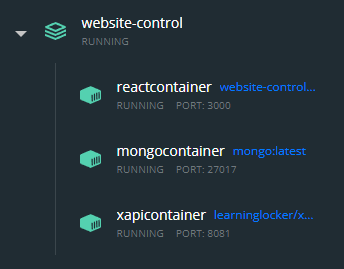 website-control
RUNNING
reactcontainer website-control...
RUNNING PORT: 3000
mongocontainer mongo:latest
RUNNING PORT: 27017
xapicontainer learninglocker/x...
RUNNING PORT: 8081